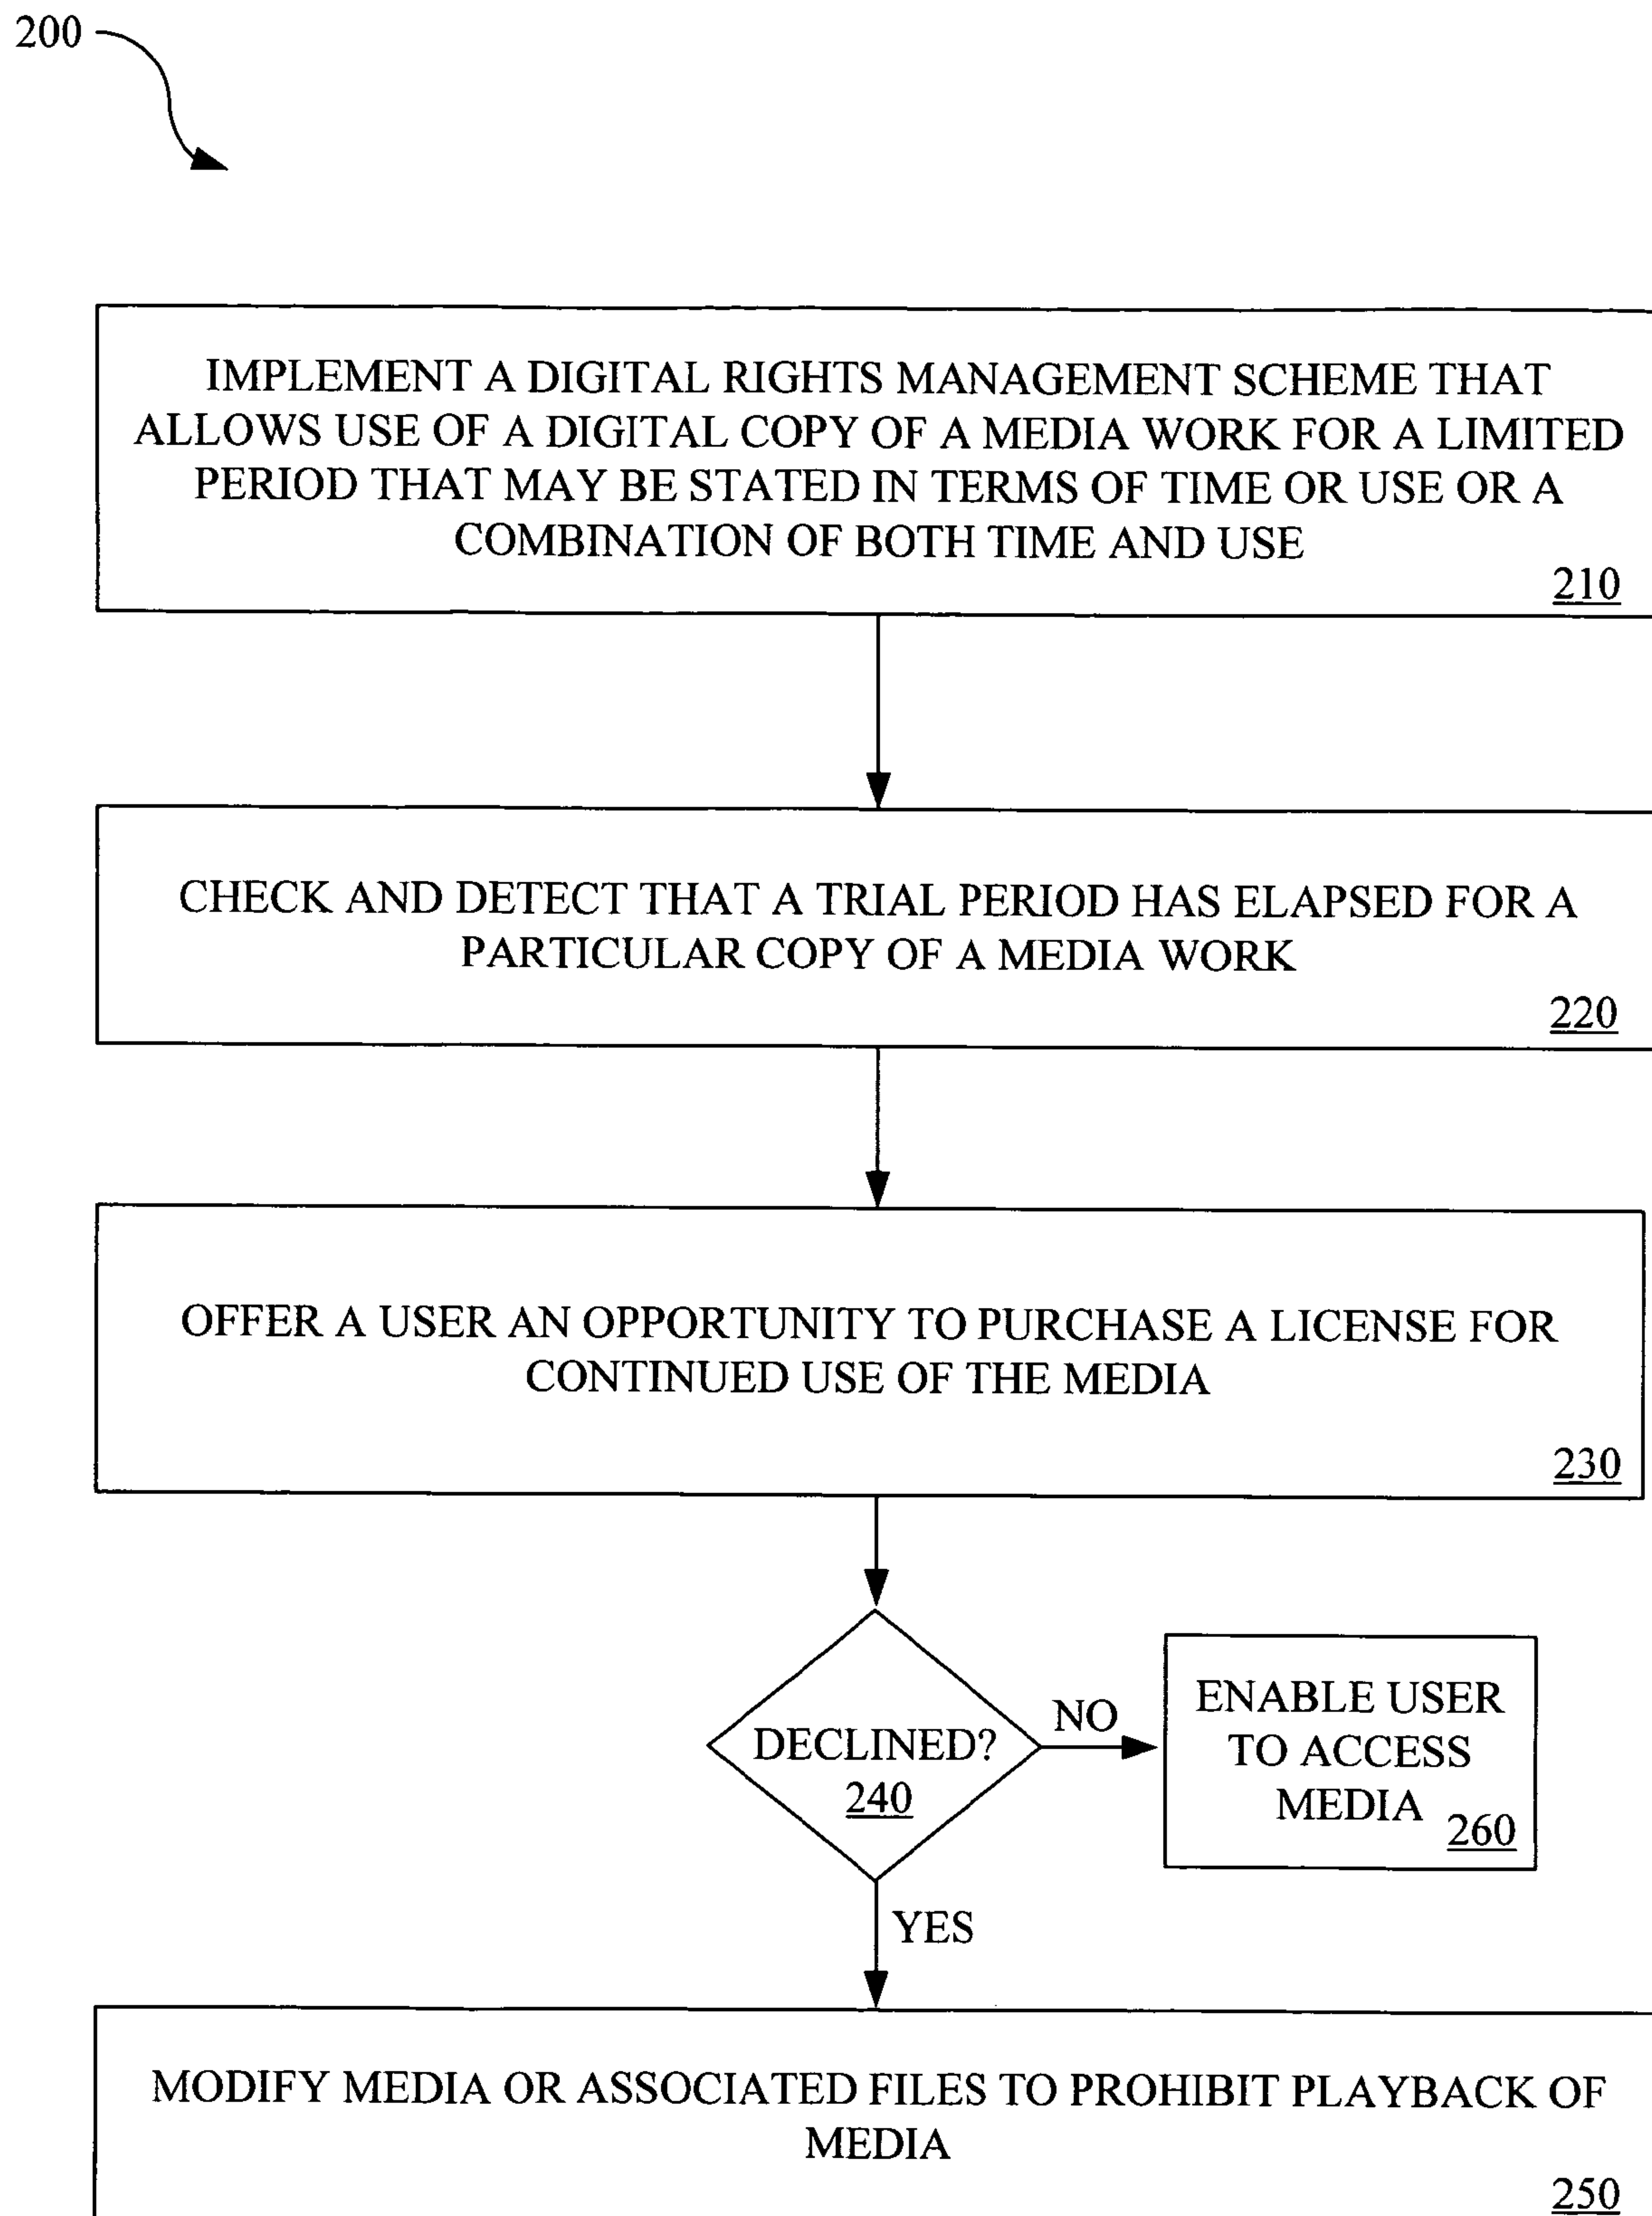 200
IMPLEMENT A DIGITAL RIGHTS MANAGEMENT SCHEME THAT
ALLOWS USE OF A DIGITAL COPY OF A MEDIA WORK FOR A LIMITED
PERIOD THAT MAY BE STATED IN TERMS OF TIME OR USE OR A
COMBINATION OF BOTH TIME AND USE
210
CHECK AND DETECT THAT A TRIAL PERIOD HAS ELAPSED FOR A
PARTICULAR COPY OF A MEDIA WORK
220
OFFER A USER AN OPPORTUNITY TO PURCHASE A LICENSE FOR
CONTINUED USE OF THE MEDIA
230
DECLINED?
240
NO
ENABLE USER
TO ACCESS
MEDIA
260
YES
MODIFY MEDIA OR ASSOCIATED FILES TO PROHIBIT PLAYBACK OF
MEDIA
250